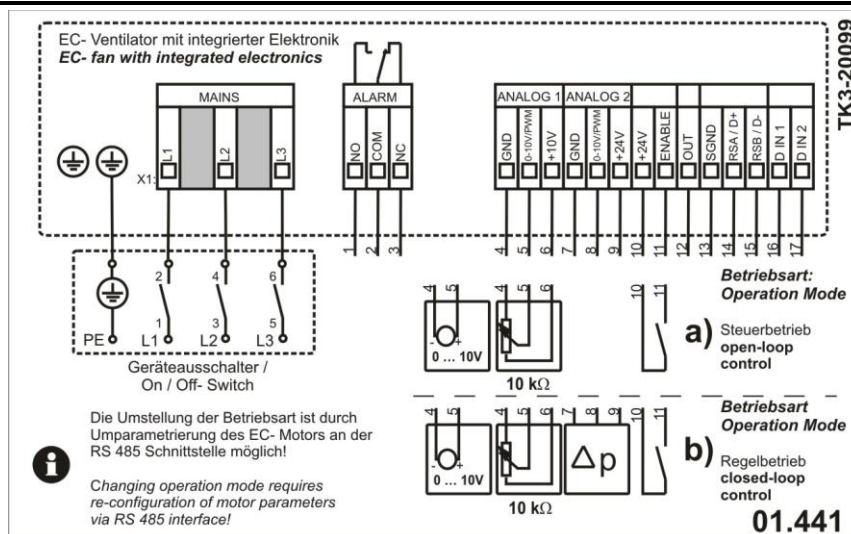 EC- Ventilator mit integrierter Elektronik
EC- fan with integrated electronics
TK3-20099
MAINS
ALARM
ANALOG 1 ANALOG 2
X1:
L1
L2
L3
NO
COM
NC
GND
0-10V/PWM
+10V
GND
0-10V/PWM
+24V
+24V
ENABLE
OUT
SGND
RSA / D+
RSB / D-
D IN 1
D IN 2
1 2 3 4 5 6 7 8 9 10 11 12 13 14 15 16 17
2 4 6
1 3 5
PE L1 L2 L3
Geräteausschalter /
On / Off- Switch
4 5 4 5 6 10 11
- +
0 ... 10V
10 kΩ
a)
Betriebsart:
Operation Mode
Steuerbetrieb
open-loop
control
4 5 4 5 6 7 8 9 10 11
- +
0 ... 10V
10 kΩ
Δp
b)
Betriebsart
Operation Mode
Regelbetrieb
closed-loop
control
i
Die Umstellung der Betriebsart ist durch
Umparametrierung des EC- Motors an der
RS 485 Schnittstelle möglich!
Changing operation mode requires
re-configuration of motor parameters
via RS 485 interface!
01.441